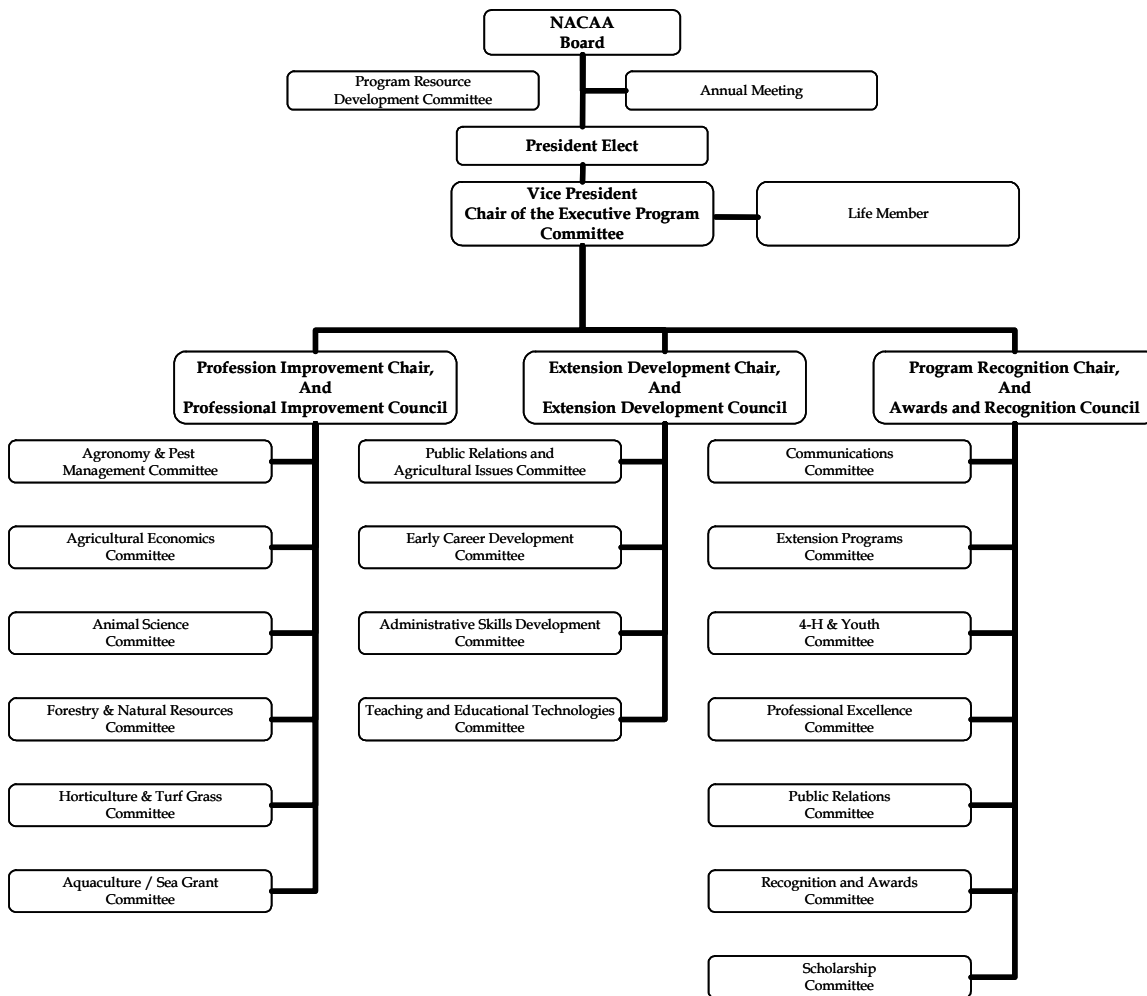 NACAA
Board
Program Resource
Development Committee
Annual Meeting
President Elect
Vice President
Chair of the Executive Program
Committee
Life Member
Profession Improvement Chair,
And
Professional Improvement Council
Extension Development Chair,
And
Extension Development Council
Program Recognition Chair,
And
Awards and Recognition Council
Agronomy & Pest
Management Committee
Agricultural Economics
Committee
Animal Science
Committee
Forestry & Natural Resources
Committee
Horticulture & Turf Grass
Committee
Aquaculture / Sea Grant
Committee
Public Relations and
Agricultural Issues Committee
Early Career Development
Committee
Administrative Skills Development
Committee
Teaching and Educational Technologies
Committee
Communications
Committee
Extension Programs
Committee
4-H & Youth
Committee
Professional Excellence
Committee
Public Relations
Committee
Recognition and Awards
Committee
Scholarship
Committee